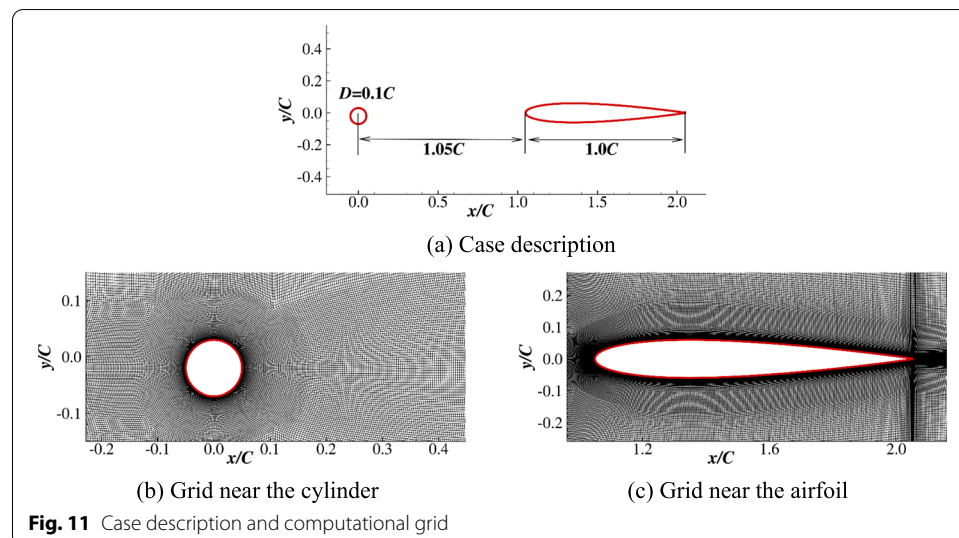 0.4
0.2
0.0
-0.2
-0.4
y/C
D=0.1C
1.05C
1.0C
0.0 0.5 1.0 1.5 2.0
x/C
(a) Case description
0.1
0.0
-0.1
y/C
-0.2 -0.1 0.0 0.1 0.2 0.3 0.4
x/C
(b) Grid near the cylinder
0.2
0.1
0.0
-0.1
-0.2
y/C
1.2 1.6 2.0
x/C
(c) Grid near the airfoil
Fig. 11 Case description and computational grid